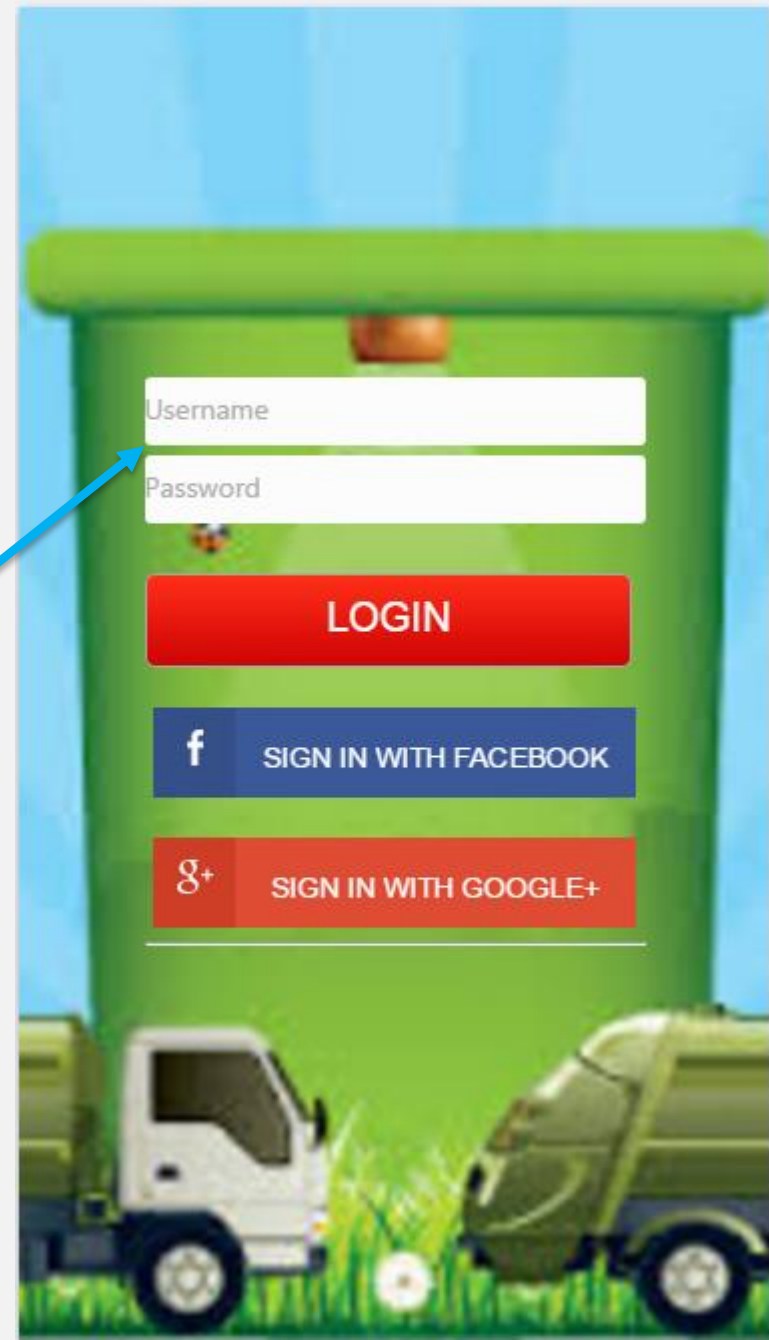 Username
Password
LOGIN
f SIGN IN WITH FACEBOOK
g+ SIGN IN WITH GOOGLE+